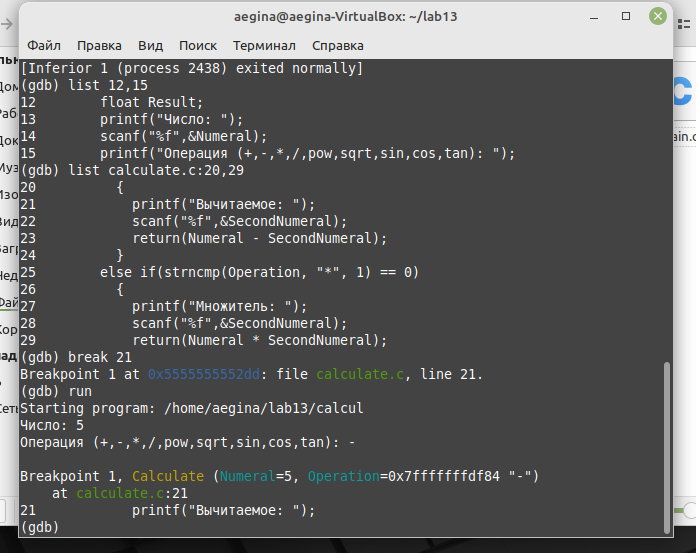 aegina@aegina-VirtualBox: ~/lab13
Файл Правка Вид Поиск Терминал Справка
[Inferior 1 (process 2438) exited normally]
(gdb) list 12,15
12        float Result;
13        printf("Число: ");
14        scanf("%f",&Numeral);
15        printf("Операция (+,-,*,/,pow,sqrt,sin,cos,tan): ");
(gdb) list calculate.c:20,29
20          {
21            printf("Вычитаемое: ");
22            scanf("%f",&SecondNumeral);
23            return(Numeral - SecondNumeral);
24          }
25        else if(strncmp(Operation, "*", 1) == 0)
26          {
27            printf("Множитель: ");
28            scanf("%f",&SecondNumeral);
29            return(Numeral * SecondNumeral);
(gdb) break 21
Breakpoint 1 at 0x5555555552dd: file calculate.c, line 21.
(gdb) run
Starting program: /home/aegina/lab13/calcul
Число: 5
Операция (+,-,*,/,pow,sqrt,sin,cos,tan): -
Breakpoint 1, Calculate (Numeral=5, Operation=0x7fffffffdf84 "-")
    at calculate.c:21
21            printf("Вычитаемое: ");
(gdb)